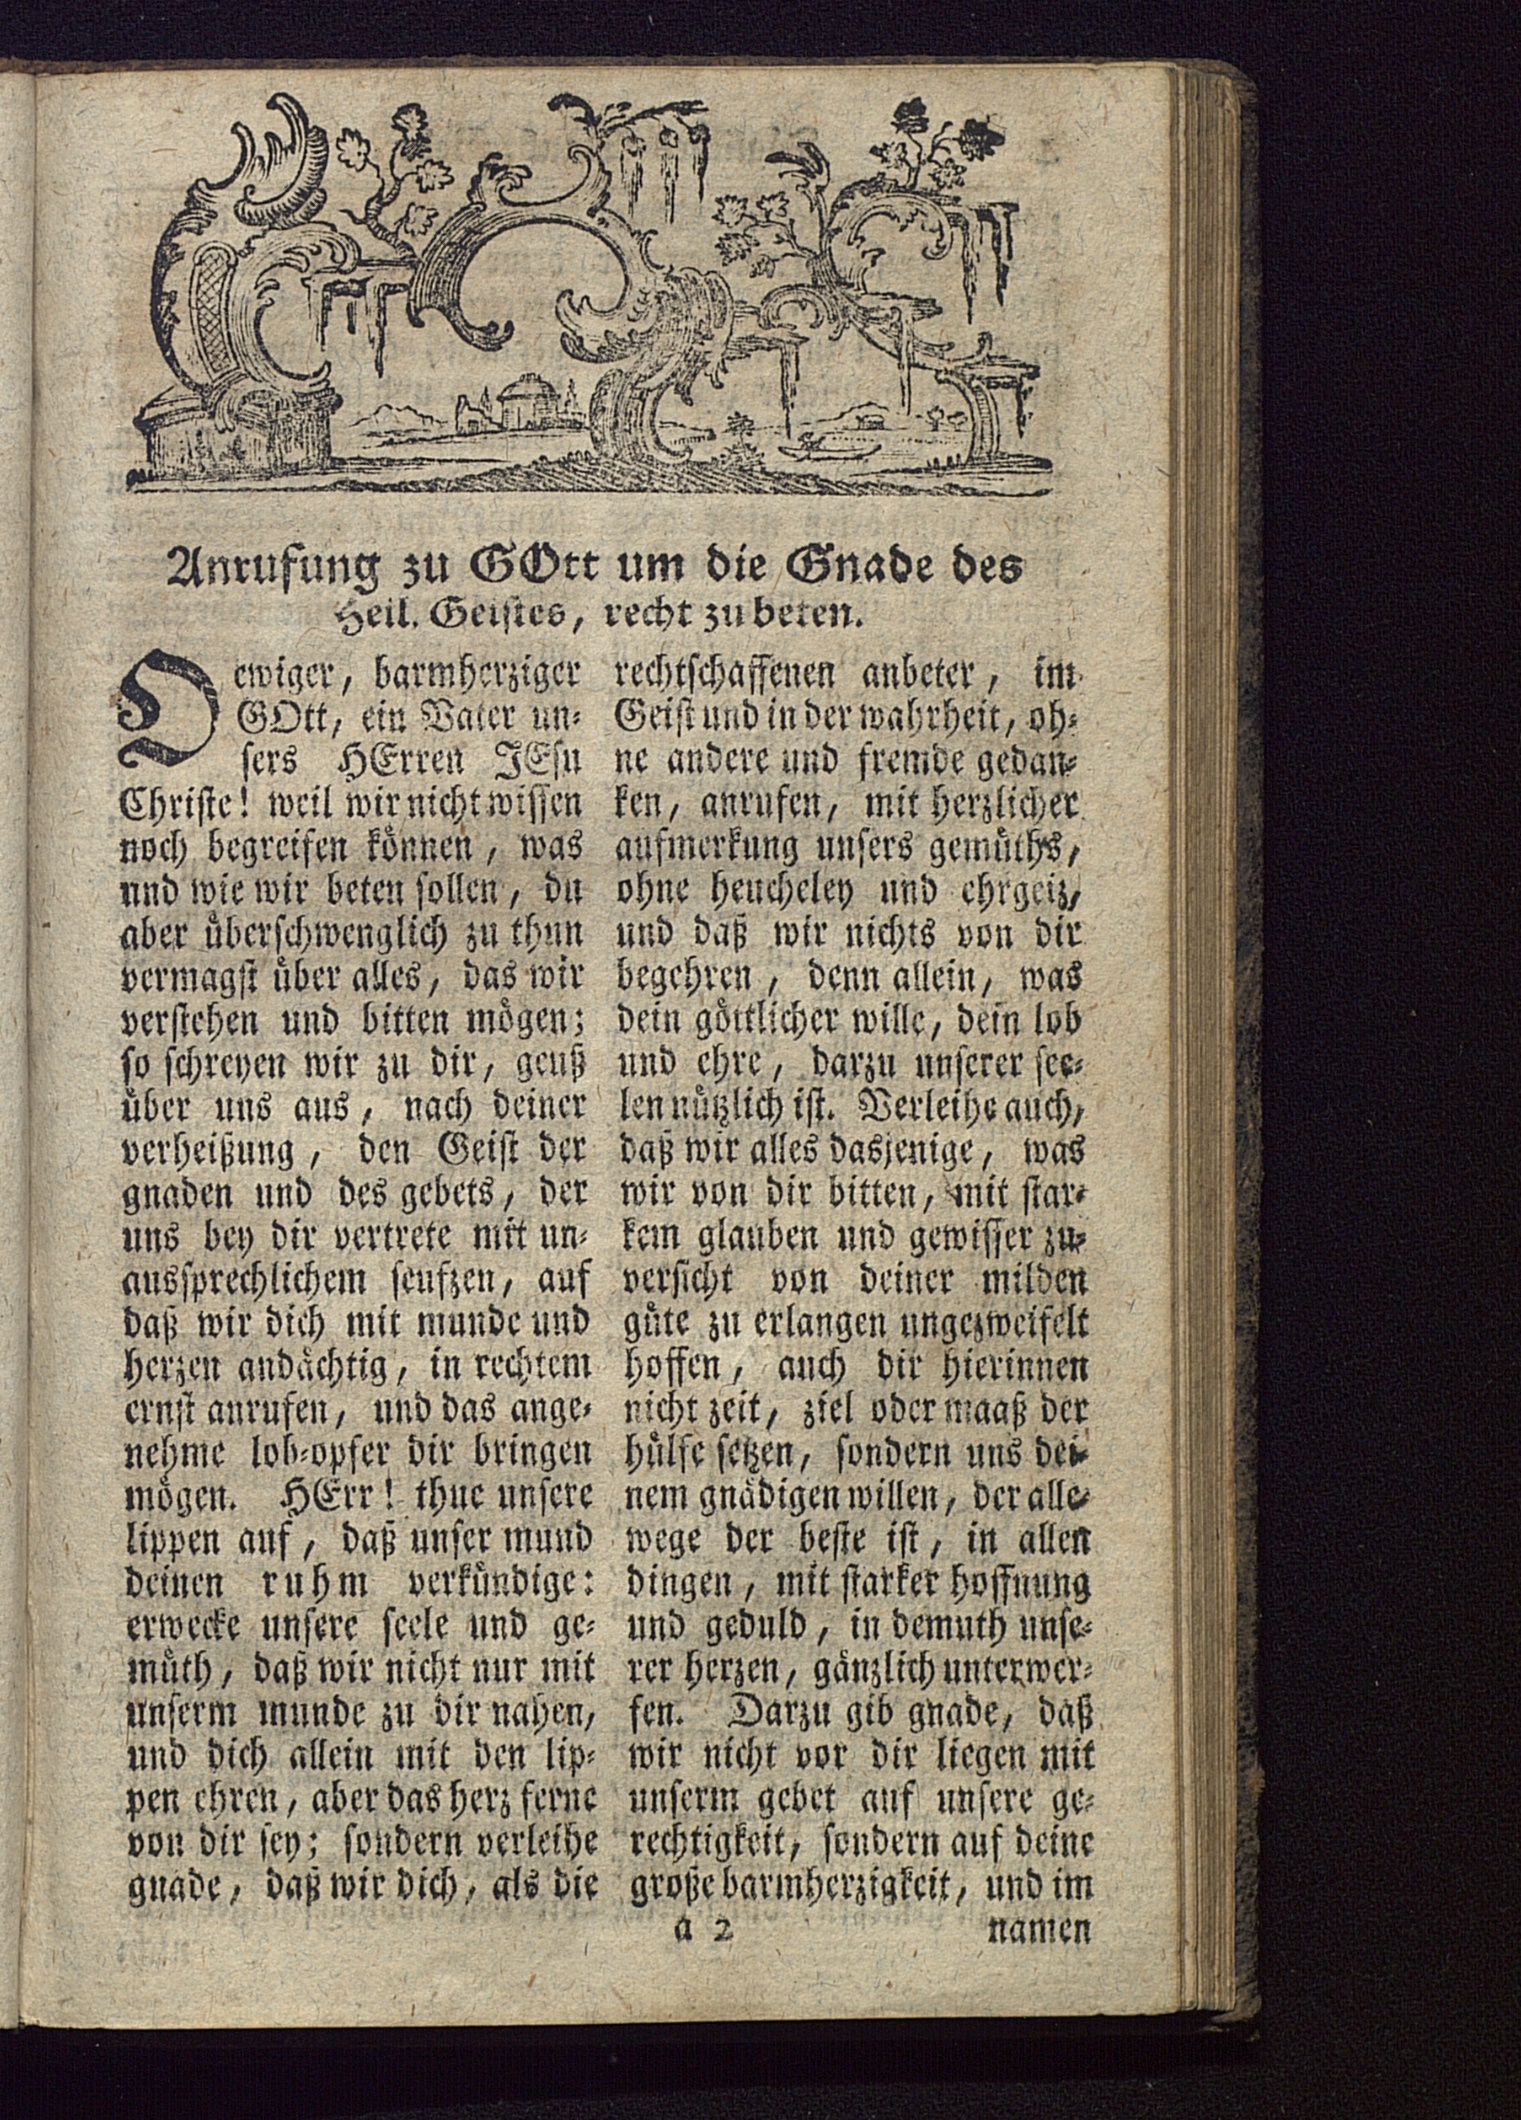 Anrufung zu GOtt um die Gnade des
Heil. Geistes, recht zu beten.
O ewiger, barmherziger
GOtt, ein Vater un-
sers HErren JEsu
Christe! weil wir nicht wissen
noch begreifen können, was
und wie wir beten sollen, du
aber überschwenglich zu thun
vermagst über alles, das wir
verstehen und bitten mögen;
so schreyen wir zu dir, geuß
über uns aus, nach deiner
verheißung, den Geist der
gnaden und des gebets, der
uns bey dir vertrete mit un-
aussprechlichem seufzen, auf
daß wir dich mit munde und
herzen andächtig, in rechtem
ernst anrufen, und das ange-
nehme lob-opfer dir bringen
mögen. HErr! thue unsere
lippen auf, daß unser mund
deinen ruhm verkündige:
erwecke unsere seele und ge-
müth, daß wir nicht nur mit
unserm munde zu dir nahen,
und dich allein mit den lip-
pen ehren, aber das herz ferne
von dir sey; sondern verleihe
gnade, daß wir dich, als die
rechtschaffenen anbeter, im
Geist und in der wahrheit, oh-
ne andere und fremde gedan-
ken, anrufen, mit herzlicher
aufmerkung unsers gemüths,
ohne heucheley und ehrgeiz,
und daß wir nichts von dir
begehren, denn allein, was
dein göttlicher wille, dein lob
und ehre, darzu unserer see-
len nützlich ist. Verleihe auch,
daß wir alles dasjenige, was
wir von dir bitten, mit star-
kem glauben und gewisser zu-
versicht von deiner milden
güte zu erlangen ungezweifelt
hoffen, auch dir hierinnen
nicht zeit, ziel oder maaß der
hülfe setzen, sondern uns dei-
nem gnädigen willen, der alle-
wege der beste ist, in allen
dingen, mit starker hoffnung
und geduld, in demuth unse-
rer herzen, gänzlich unterwer-
fen. Darzu gib gnade, daß
wir nicht vor dir liegen mit
unserm gebet auf unsere ge-
rechtigkeit, sondern auf deine
große barmherzigkeit, und im
a 2 namen